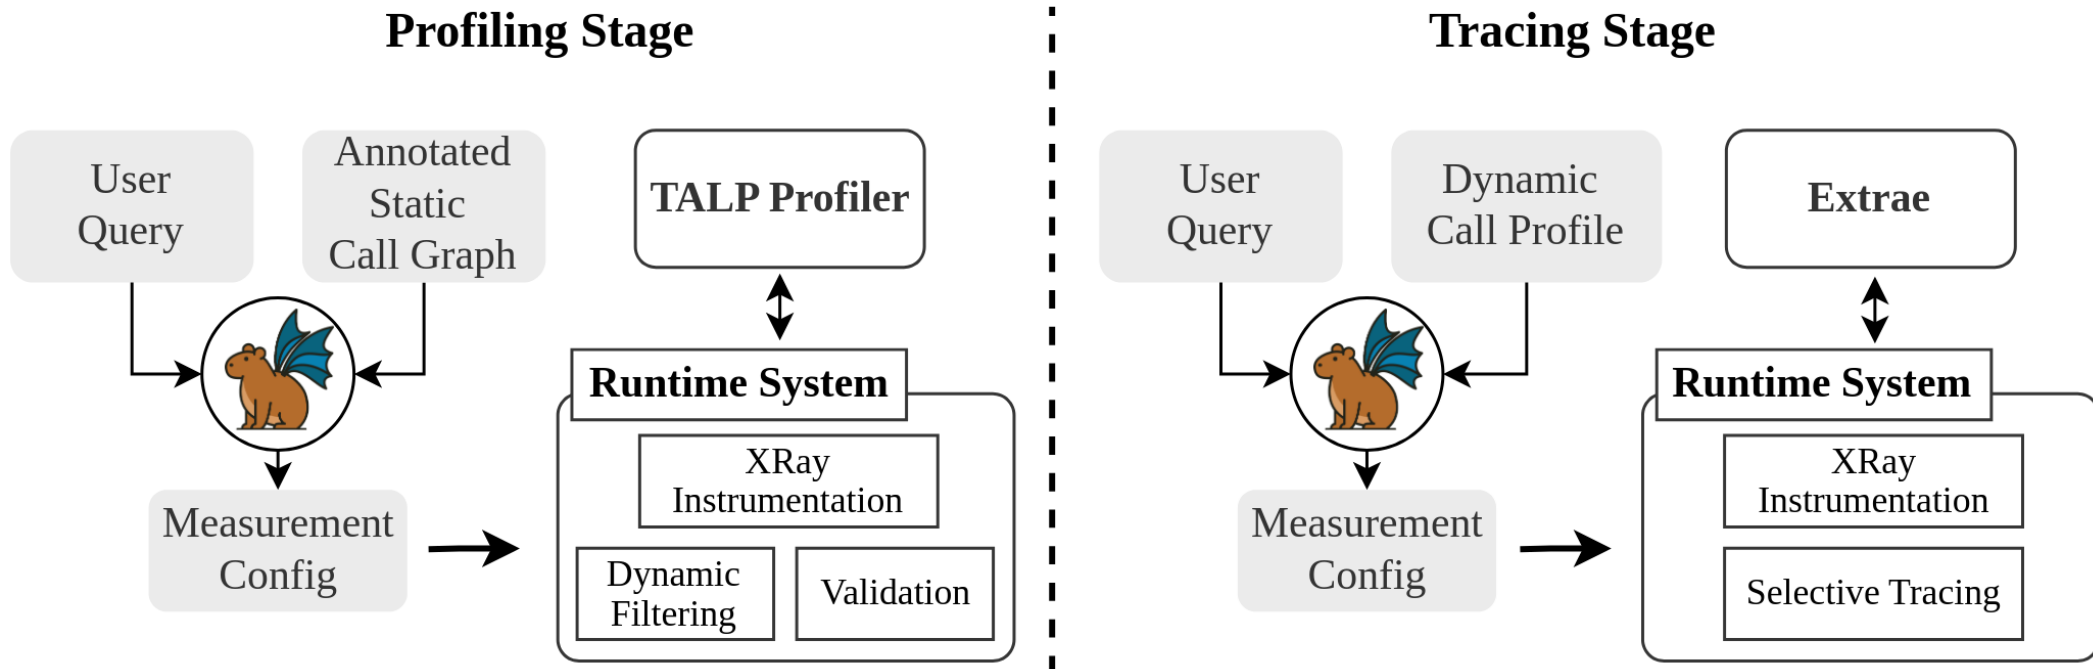 Profiling Stage
User
Query
Annotated
Static
Call Graph
TALP Profiler
Runtime System
XRay
Instrumentation
Measurement
Config
Dynamic
Filtering
Validation
Tracing Stage
User
Query
Dynamic
Call Profile
Extrae
Runtime System
XRay
Instrumentation
Measurement
Config
Selective Tracing